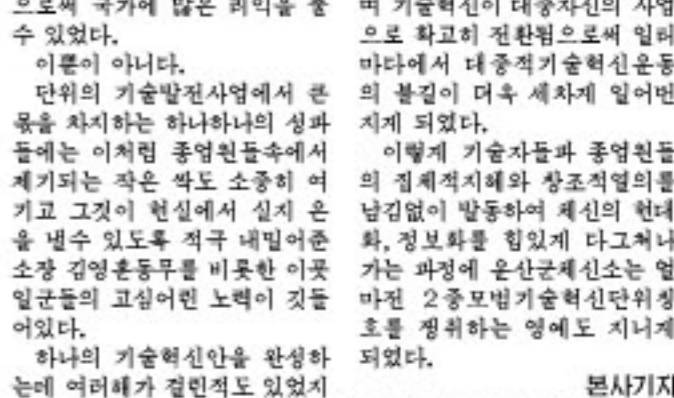 으로써 국가에 많은 리익을 줄
수 있었다.
이뿐이 아니다.
단위의 기술발전사업에서 큰
몫을 차지하는 하나하나의 성과
들에는 이처럼 종업원들속에서
제기되는 작은 싹도 소중히 여
기고 그것이 현실에서 실지 은
을 낼수 있도록 적극 내밀어준
소장 김영훈동무를 비롯한 이곳
일군들의 고심어린 노력이 깃들
어있다.
하나의 기술혁신안을 완성하
는데 여러해가 걸린적도 있었지
며 기술혁신이 대중자신의 사업
으로 확고히 전환됨으로써 일터
마다에서 대중적기술혁신운동
의 불길이 더욱 세차게 일어번
지게 되였다.
이렇게 기술자들과 종업원들
의 집체적지혜와 창조적열의를
남김없이 발동하여 체신의 현대
화, 정보화를 힘있게 다그쳐나
가는 과정에 운산군체신소는 얼
마전 2중모범기술혁신단위칭
호를 쟁취하는 영예도 지니게
되였다.
본사기자